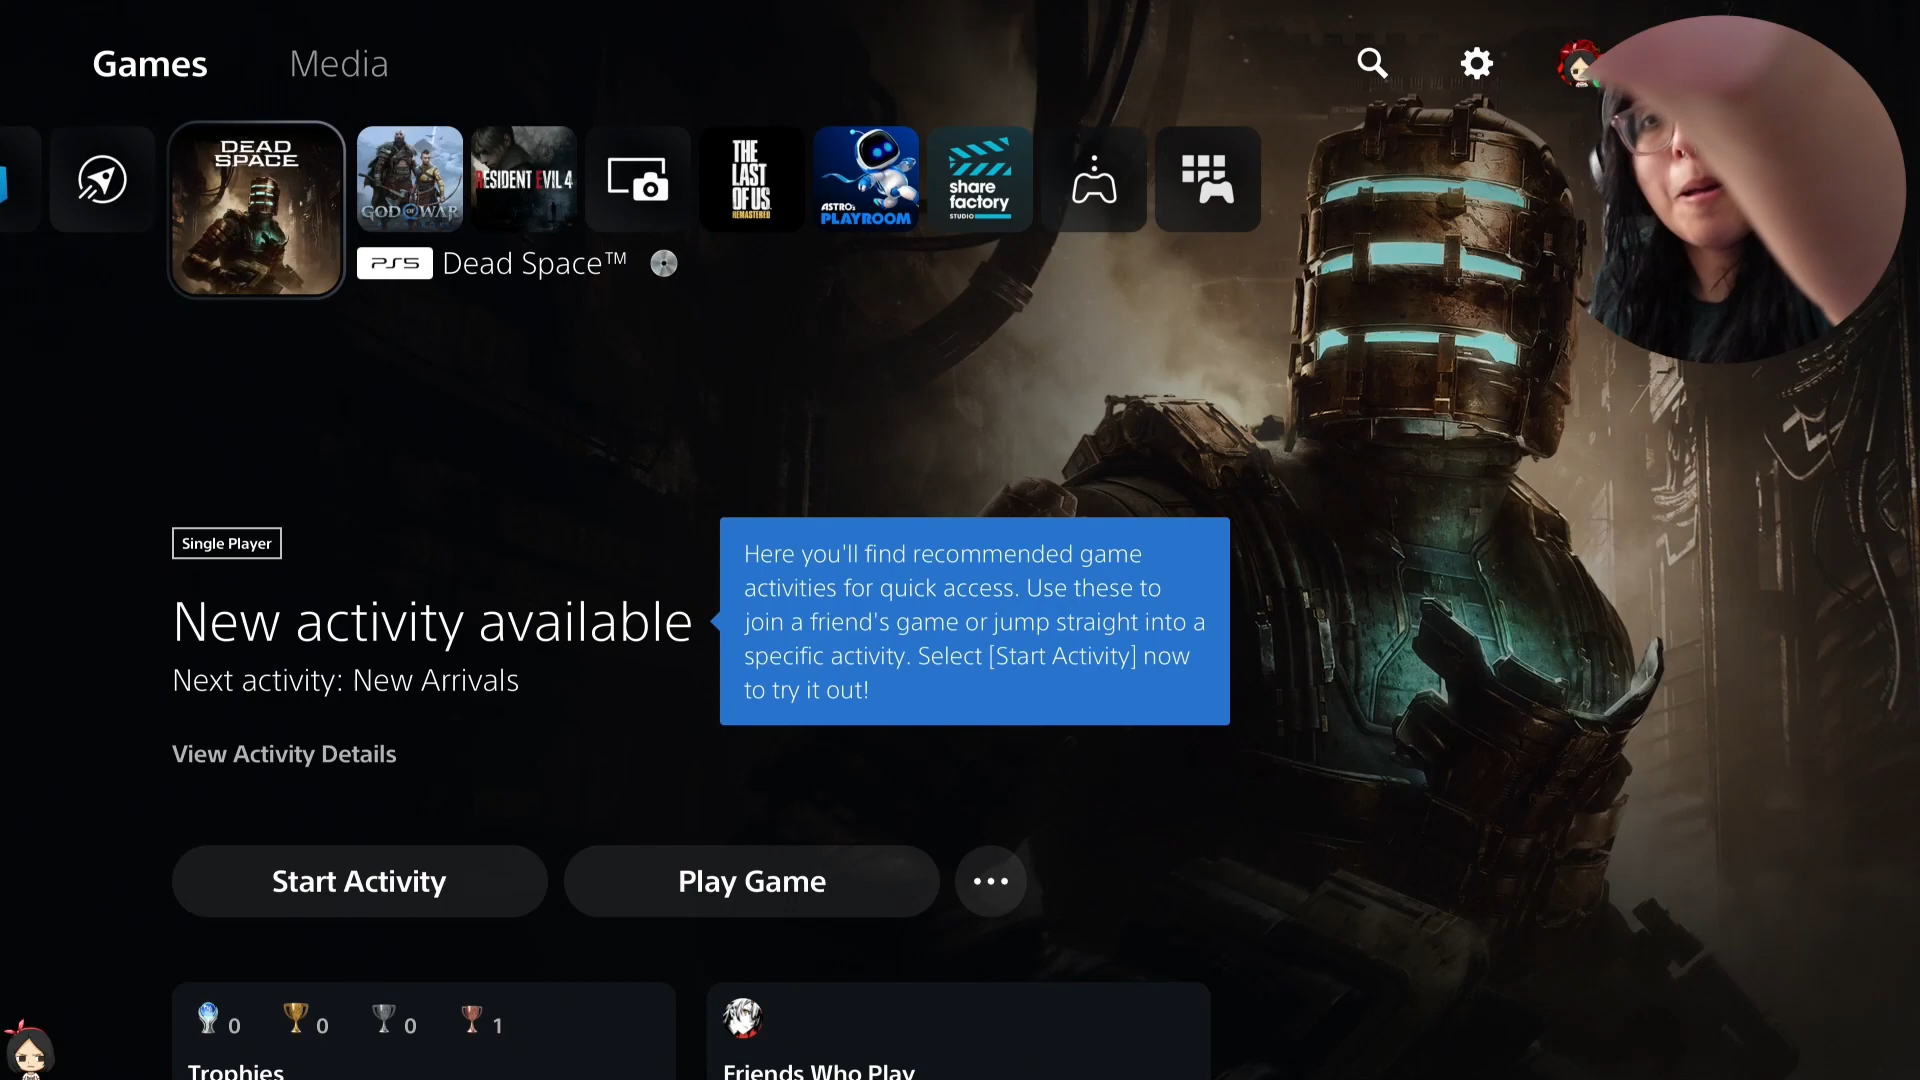 Games
Media
DEAD
SPACE
GOD OF WAR
RESIDENT EVIL 4
THE
LAST
OF US
REMASTERED
ASTRO's
PLAYROOM
share
factory
STUDIO
PS5
Dead Space™
Single Player
New activity available
Next activity: New Arrivals
View Activity Details
Here you'll find recommended game
activities for quick access. Use these to
join a friend's game or jump straight into a
specific activity. Select [Start Activity] now
to try it out!
Start Activity
Play Game
0
0
0
1
Trophies
Friends Who Play